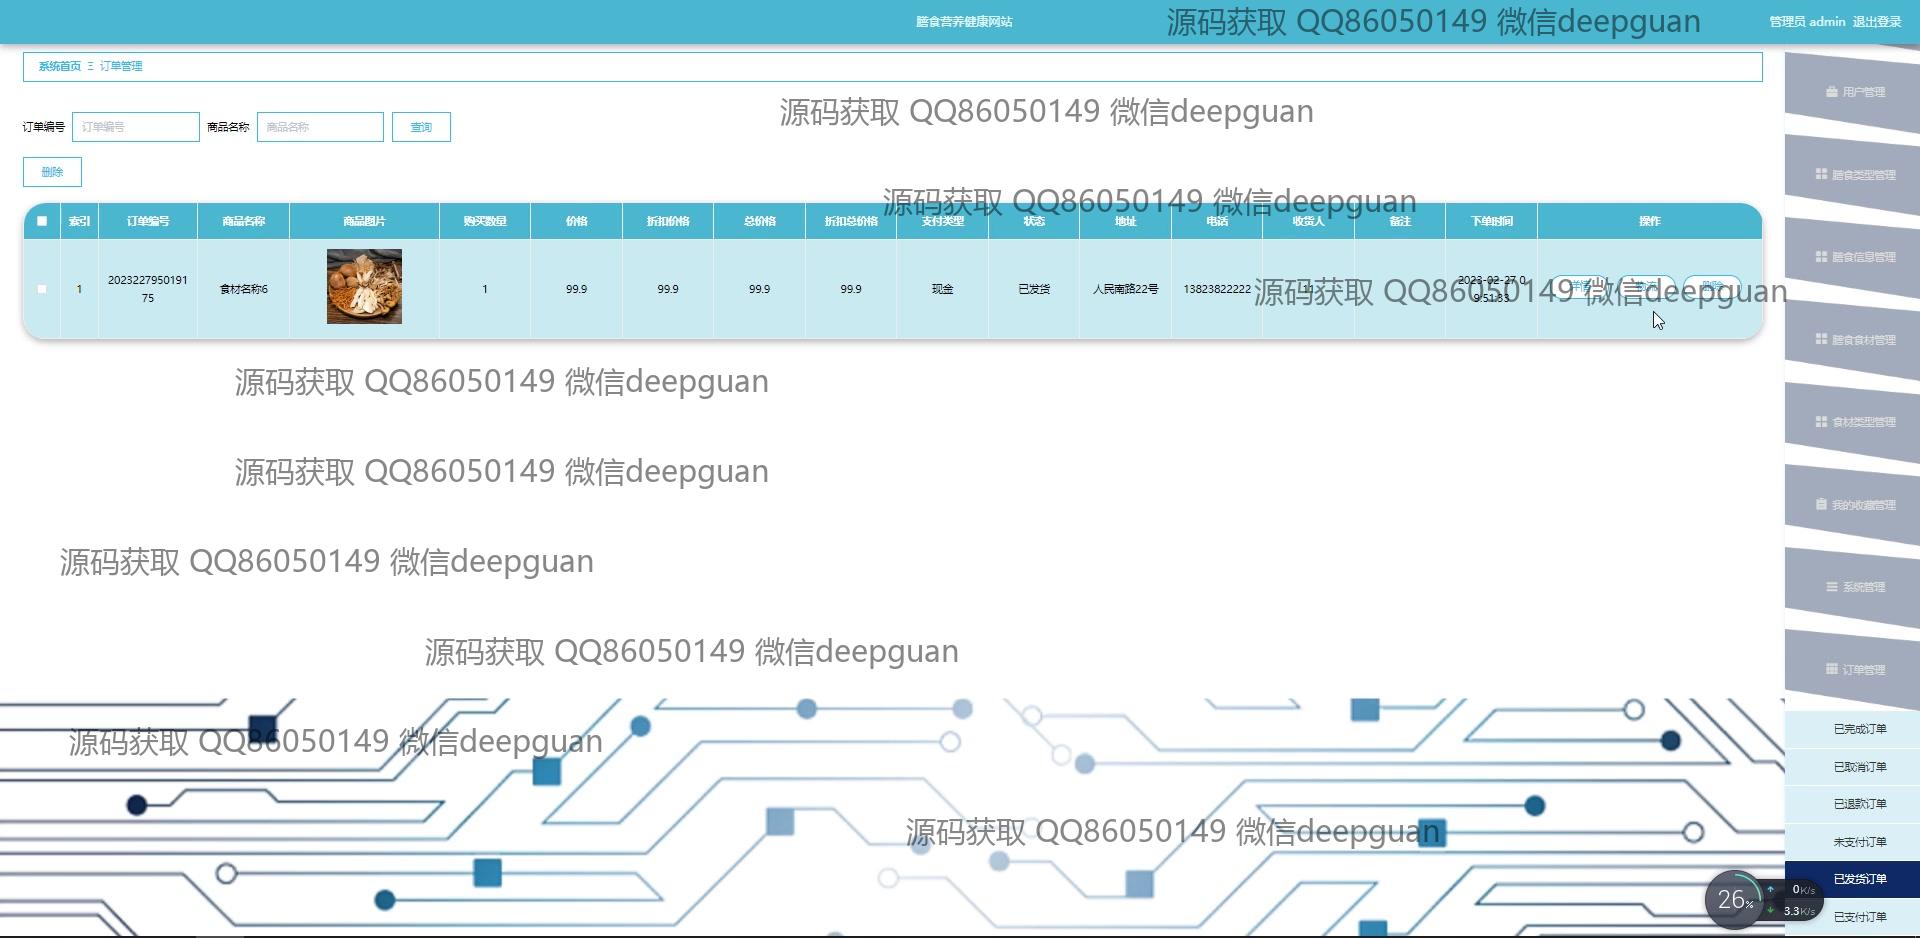 膳食营养健康网站
源码获取 QQ86050149 微信deepguan
管理员 admin 退出登录
系统首页 Ξ 订单管理
用户管理
源码获取 QQ86050149 微信deepguan
订单编号 订单编号 商品名称 商品名称 查询
删除
膳食类型管理
源码获取 QQ86050149 微信deepguan
索引 订单编号 商品名称 商品图片 购买数量 价格 折扣价格 总价格 折扣总价格 支付类型 状态 地址 电话 收货人 备注 下单时间 操作
膳食信息管理
1 2023227950191
75 食材名称6 1 99.9 99.9 99.9 99.9 现金 已发货 人民南路22号 13823822222 11 2023-02-27 0
9:51:33 详情 物流 删除
源码获取 QQ86050149 微信deepguan
膳食食材管理
源码获取 QQ86050149 微信deepguan
食材类型管理
源码获取 QQ86050149 微信deepguan
我的收藏管理
源码获取 QQ86050149 微信deepguan
系统管理
源码获取 QQ86050149 微信deepguan
订单管理
源码获取 QQ86050149 微信deepguan
已完成订单
已取消订单
已退款订单
源码获取 QQ86050149 微信deepguan
未支付订单
已发货订单
26% 0K/s
3.3K/s
已支付订单